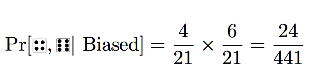 Pr[⚃, ⚅| Biased] = 4/21 × 6/21 = 24/441